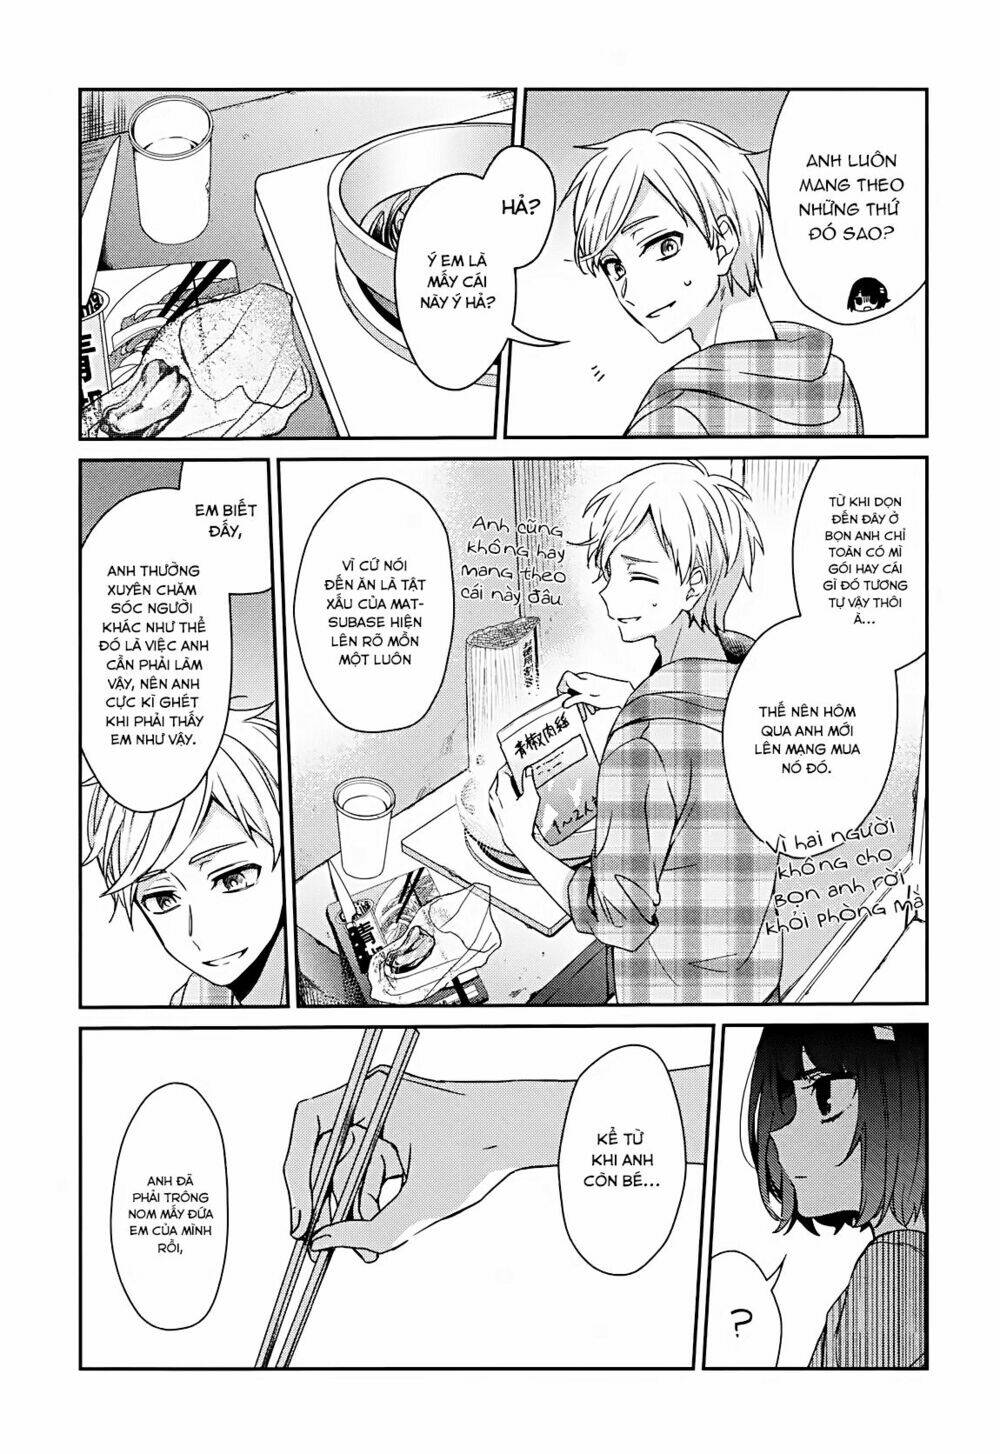 ANH LUÔN
MANG THEO
NHỮNG THỨ
ĐÓ SAO?
HẢ?
Ý EM LÀ
MẤY CÁI
NÀY Ý HẢ?
TỪ KHI DỌN
ĐẾN ĐÂY Ở
BỌN ANH CHỈ
TOÀN CÓ MÌ
GÓI HAY CÁI
GÌ ĐÓ TƯƠNG
TỰ VẬY THÔI
À...
THẾ NÊN HÔM
QUA ANH MỚI
LÊN MẠNG MUA
NÓ ĐÓ.
Vì hai người
không cho
bọn anh rời
khỏi phòng mà
Anh cũng
không hay
mang theo
cái này đâu
青椒肉絲
1~2人
VÌ CỨ NÓI
ĐẾN ĂN LÀ TẬT
XẤU CỦA MAT-
SUBASE HIỆN
LÊN RÕ MỒN
MỘT LUÔN
EM BIẾT
ĐẤY,
ANH THƯỜNG
XUYÊN CHĂM
SÓC NGƯỜI
KHÁC NHƯ THỂ
ĐÓ LÀ VIỆC ANH
CẦN PHẢI LÀM
VẬY, NÊN ANH
CỰC KÌ GHÉT
KHI PHẢI THẤY
EM NHƯ VẬY.
?
KỂ TỪ
KHI ANH
CÒN BÉ...
ANH ĐÃ
PHẢI TRÔNG
NOM MẤY ĐỨA
EM CỦA MÌNH
RỒI,